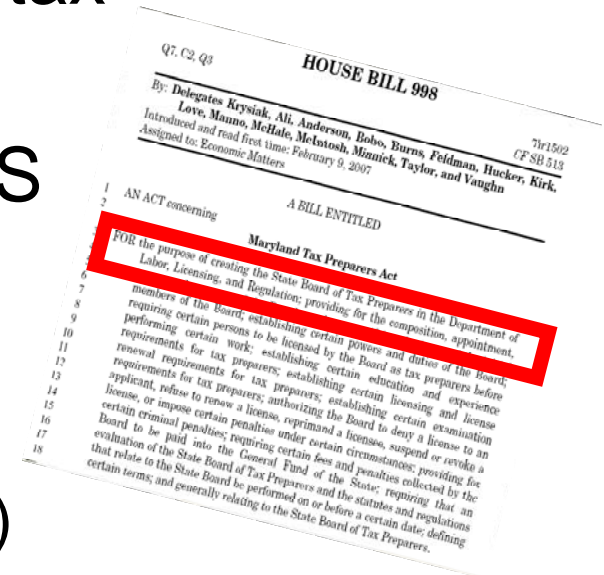 tax
S
)
Q7, C2, Q3
HOUSE BILL 998
7lr1502
CF SB 513
By: Delegates Krysiak, Ali, Anderson, Bobo, Burns, Feldman, Hucker, Kirk,
Love, Manno, McHale, McIntosh, Minnick, Taylor, and Vaughn
Introduced and read first time: February 9, 2007
Assigned to: Economic Matters
A BILL ENTITLED
1 AN ACT concerning
2 Maryland Tax Preparers Act
FOR the purpose of creating the State Board of Tax Preparers in the Department of
Labor, Licensing, and Regulation; providing for the composition, appointment,
6
7 members of the Board; establishing certain powers and duties of the Board;
8 requiring certain persons to be licensed by the Board as tax preparers before
9 performing certain work; establishing certain education and experience
10 requirements for tax preparers; establishing certain licensing and license
11 renewal requirements for tax preparers; establishing certain examination
12 requirements for tax preparers; authorizing the Board to deny a license to an
13 applicant, refuse to renew a license, reprimand a licensee, suspend or revoke a
14 license, or impose certain penalties under certain circumstances; providing for
15 certain criminal penalties; requiring certain fees and penalties collected by the
16 Board to be paid into the General Fund of the State; requiring that an
17 evaluation of the State Board of Tax Preparers and the statutes and regulations
18 that relate to the State Board be performed on or before a certain date; defining
certain terms; and generally relating to the State Board of Tax Preparers.